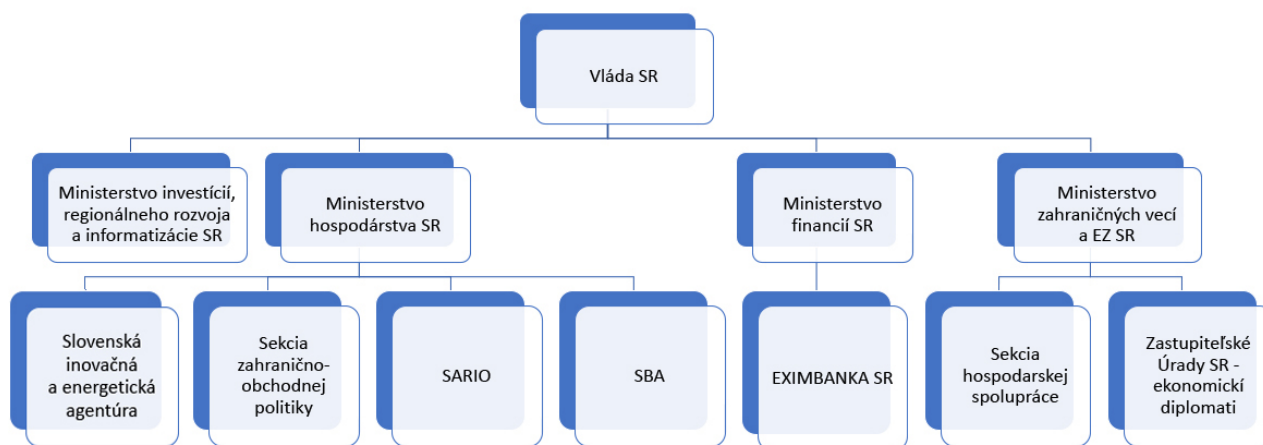 Vláda SR
Ministerstvo investícií,
regionálneho rozvoja
a informatizácie SR
Ministerstvo
hospodárstva SR
Ministerstvo
financií SR
Ministerstvo
zahraničných vecí
a EZ SR
Slovenská
inovačná
a energetická
agentúra
Sekcia
zahranično-
obchodnej
politiky
SARIO
SBA
EXIMBANKA SR
Sekcia
hospodarskej
spolupráce
Zastupiteľské
Úrady SR -
ekonomickí
diplomati